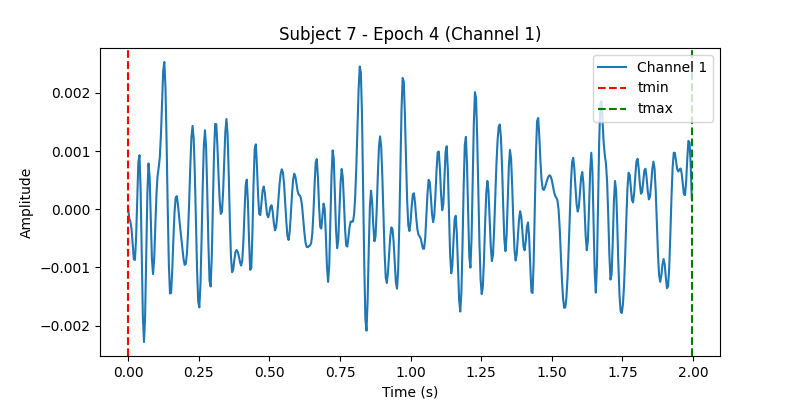 Subject 7 - Epoch 4 (Channel 1)
Channel 1
tmin
tmax
Amplitude
0.002
0.001
0.000
−0.001
−0.002
0.00 0.25 0.50 0.75 1.00 1.25 1.50 1.75 2.00
Time (s)